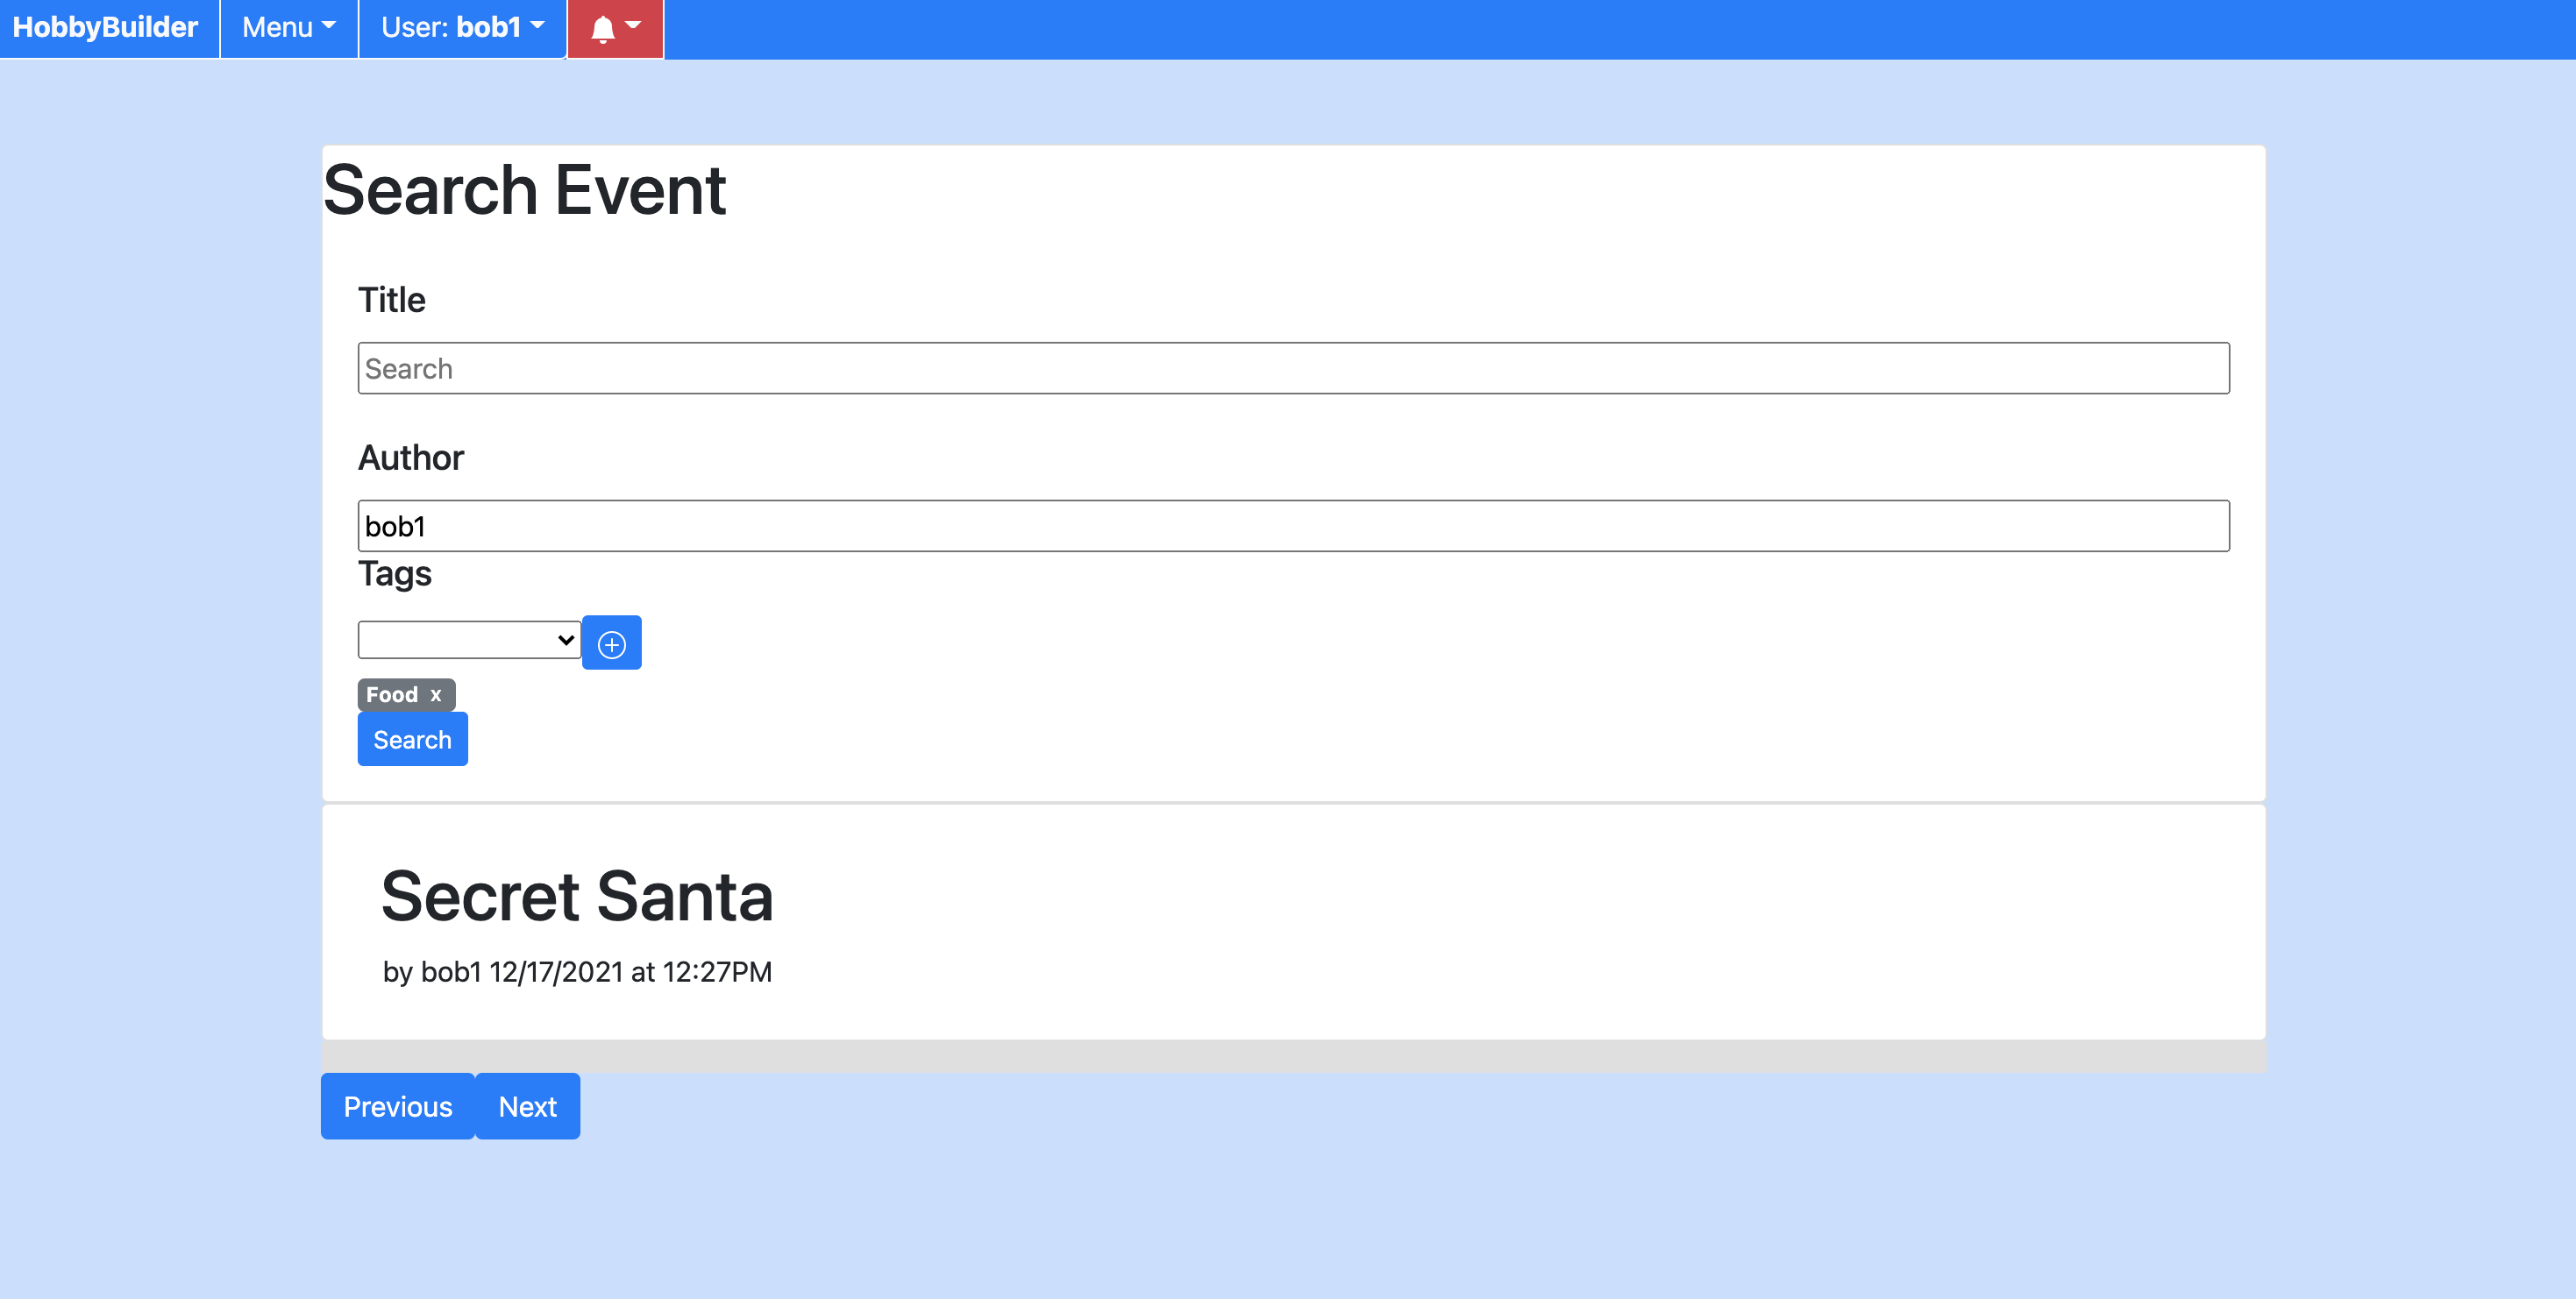 HobbyBuilder Menu User: bob1
Search Event
Title
Search
Author
bob1
Tags
Food x
Search
Secret Santa
by bob1 12/17/2021 at 12:27PM
Previous Next